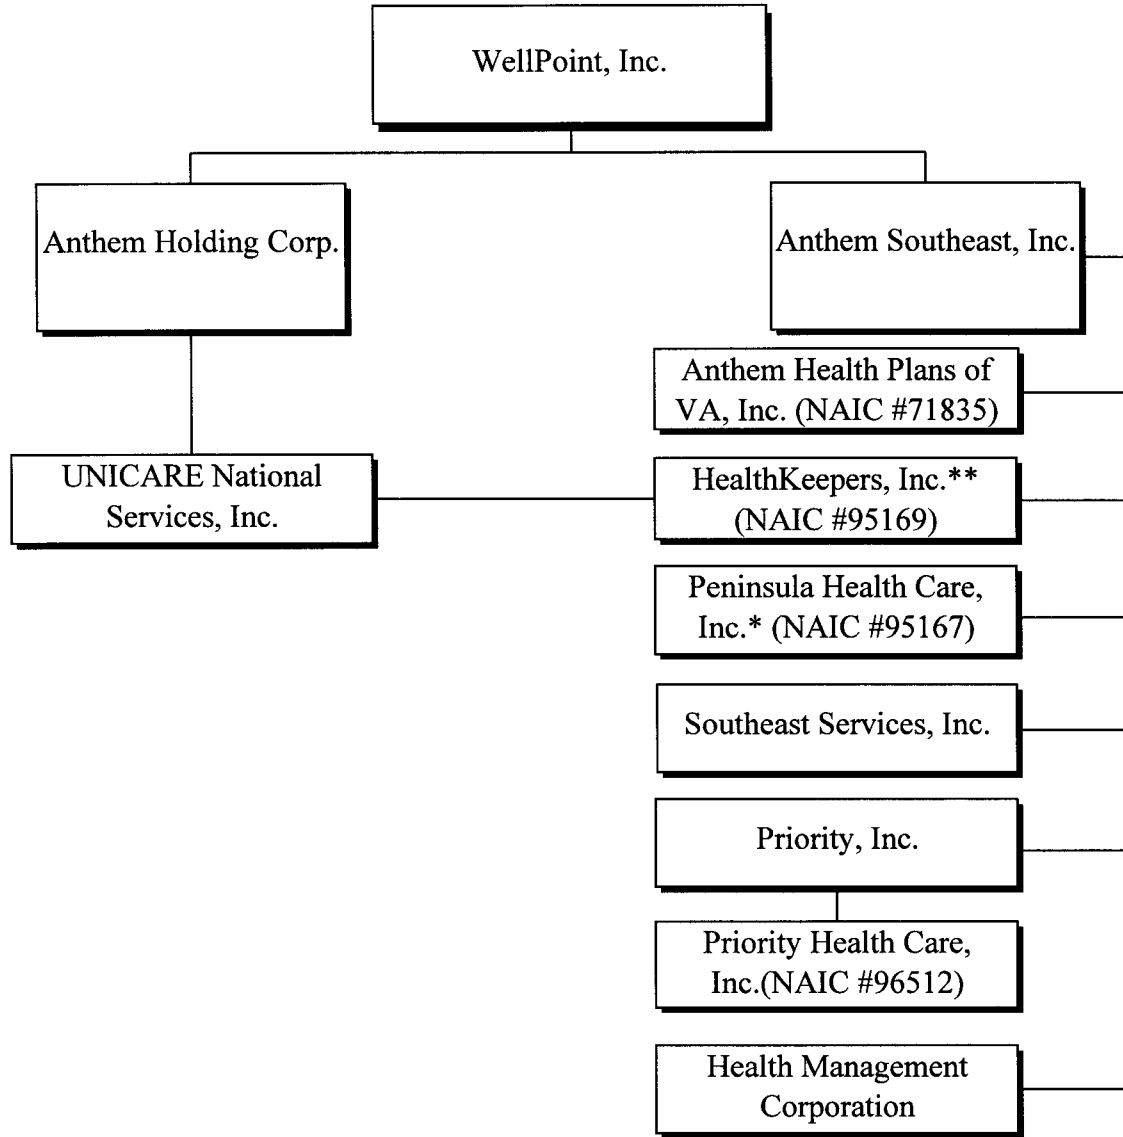 WellPoint, Inc.
Anthem Holding Corp.
Anthem Southeast, Inc.
Anthem Health Plans of
VA, Inc. (NAIC #71835)
UNICARE National
Services, Inc.
HealthKeepers, Inc.**
(NAIC #95169)
Peninsula Health Care,
Inc.* (NAIC #95167)
Southeast Services, Inc.
Priority, Inc.
Priority Health Care,
Inc.(NAIC #96512)
Health Management
Corporation